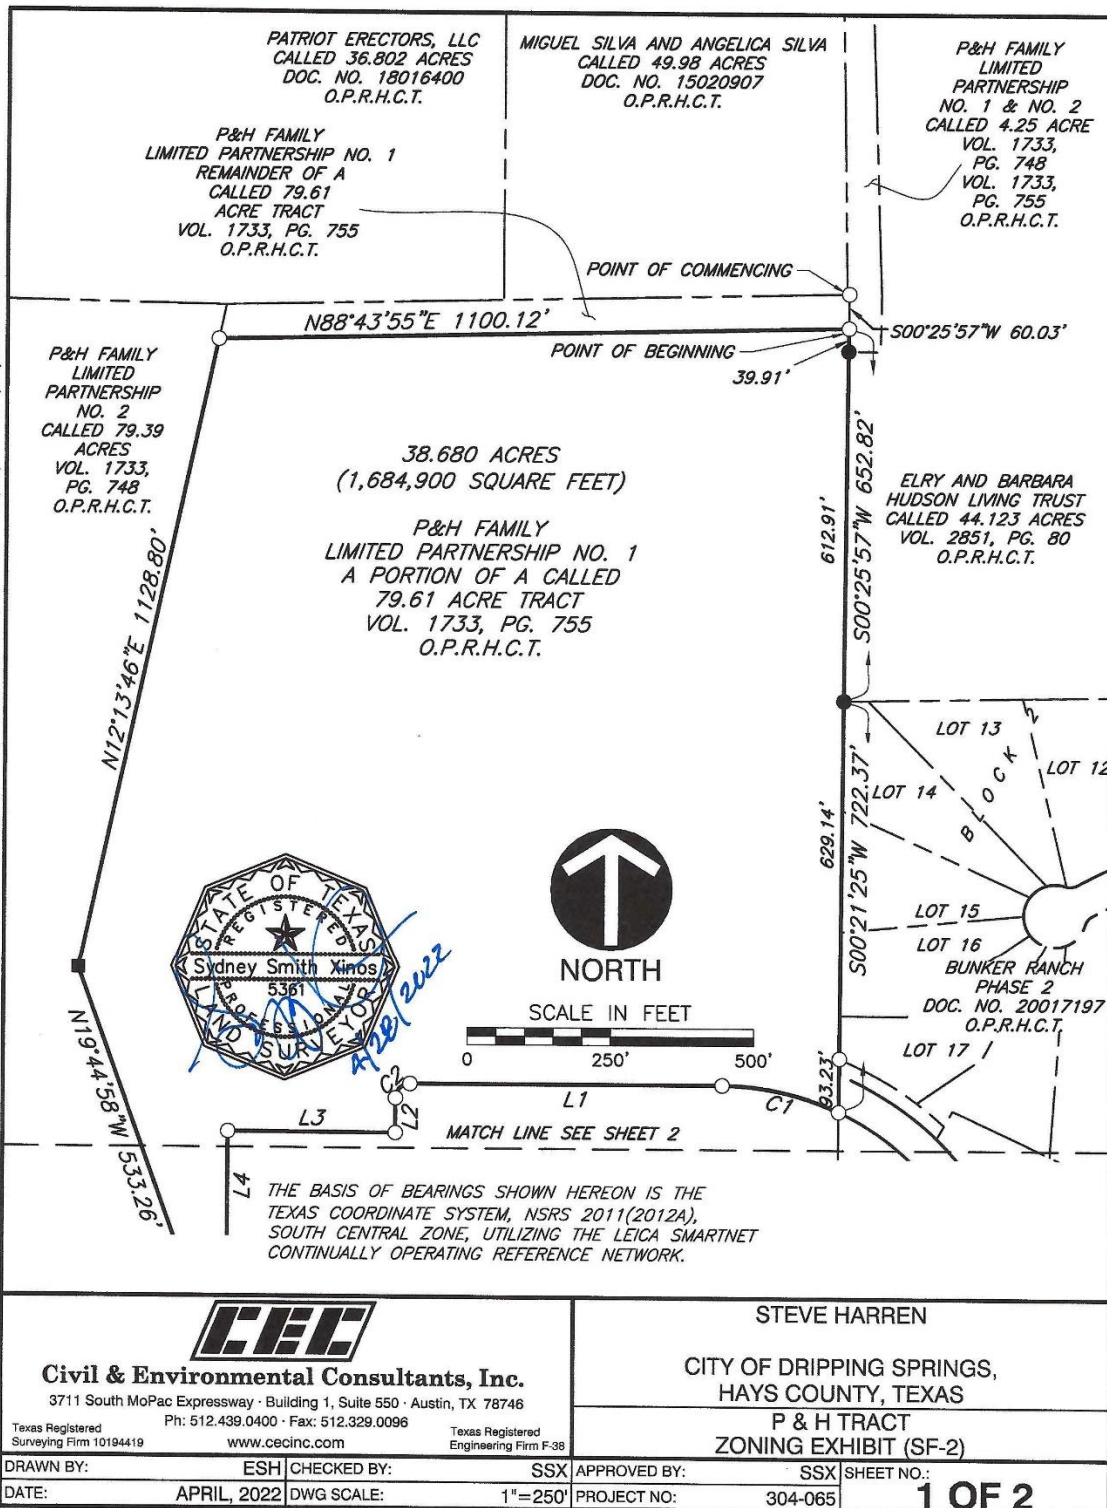 PATRIOT ERECTORS, LLC
CALLED 36.802 ACRES
DOC. NO. 18016400
O.P.R.H.C.T.
MIGUEL SILVA AND ANGELICA SILVA
CALLED 49.98 ACRES
DOC. NO. 15020907
O.P.R.H.C.T.
P&H FAMILY
LIMITED
PARTNERSHIP
NO. 1 & NO. 2
CALLED 4.25 ACRE
VOL. 1733,
PG. 748
VOL. 1733,
PG. 755
O.P.R.H.C.T.
P&H FAMILY
LIMITED PARTNERSHIP NO. 1
REMAINDER OF A
CALLED 79.61
ACRE TRACT
VOL. 1733, PG. 755
O.P.R.H.C.T.
POINT OF COMMENCING
N88°43'55"E 1100.12'
S00°25'57"W 60.03'
POINT OF BEGINNING
39.91'
P&H FAMILY
LIMITED
PARTNERSHIP
NO. 2
CALLED 79.39
ACRES
VOL. 1733,
PG. 748
O.P.R.H.C.T.
38.680 ACRES
(1,684,900 SQUARE FEET)
P&H FAMILY
LIMITED PARTNERSHIP NO. 1
A PORTION OF A CALLED
79.61 ACRE TRACT
VOL. 1733, PG. 755
O.P.R.H.C.T.
612.91'
S00°25'57"W 652.82'
ELRY AND BARBARA
HUDSON LIVING TRUST
CALLED 44.123 ACRES
VOL. 2851, PG. 80
O.P.R.H.C.T.
N12°13'46"E 1128.80'
629.14'
S00°21'25"W 722.37'
LOT 13
LOT 12
BLOCK 2
LOT 14
LOT 15
LOT 16
BUNKER RANCH
PHASE 2
DOC. NO. 20017197
O.P.R.H.C.T.
LOT 17
93.23'
STATE OF TEXAS
REGISTERED
Sydney Smith Xinos
5361
PROFESSIONAL
LAND SURVEYOR
4/28/2022
NORTH
SCALE IN FEET
0 250' 500'
N19°44'58"W 533.26'
C2
L1
C1
L2
L3
L4
MATCH LINE SEE SHEET 2
THE BASIS OF BEARINGS SHOWN HEREON IS THE
TEXAS COORDINATE SYSTEM, NSRS 2011(2012A),
SOUTH CENTRAL ZONE, UTILIZING THE LEICA SMARTNET
CONTINUALLY OPERATING REFERENCE NETWORK.
CEC
Civil & Environmental Consultants, Inc.
3711 South MoPac Expressway · Building 1, Suite 550 · Austin, TX 78746
Ph: 512.439.0400 · Fax: 512.329.0096
Texas Registered
Surveying Firm 10194419
www.cecinc.com
Texas Registered
Engineering Firm F-38
STEVE HARREN
CITY OF DRIPPING SPRINGS,
HAYS COUNTY, TEXAS
P & H TRACT
ZONING EXHIBIT (SF-2)
DRAWN BY: ESH CHECKED BY: SSX APPROVED BY: SSX SHEET NO.:
DATE: APRIL, 2022 DWG SCALE: 1"=250' PROJECT NO: 304-065 1 OF 2